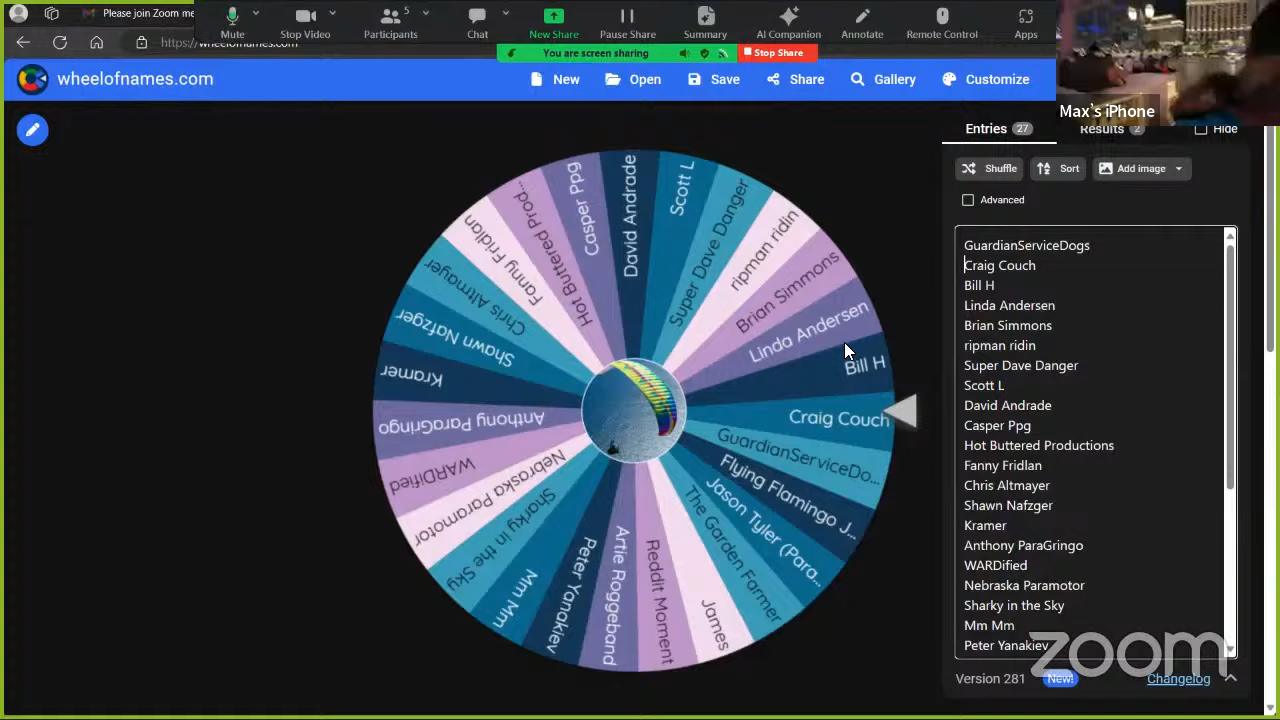 Please join Zoom me
Mute
Stop Video
5
Participants
Chat
New Share
Pause Share
Summary
AI Companion
Annotate
Remote Control
Apps
https://wheelofnames.com
You are screen sharing
Stop Share
wheelofnames.com
New
Open
Save
Share
Gallery
Customize
Max's iPhone
Entries 27
Results 2
Hide
Shuffle
Sort
Add image
Advanced
GuardianServiceDogs
Craig Couch
Bill H
Linda Andersen
Brian Simmons
ripman ridin
Super Dave Danger
Scott L
David Andrade
Casper Ppg
Hot Buttered Productions
Fanny Fridlan
Chris Altmayer
Shawn Nafzger
Kramer
Anthony ParaGringo
WARDified
Nebraska Paramotor
Sharky in the Sky
Mm Mm
Peter Yanakiev
David Andrade
Scott L
Super Dave Danger
ripman ridin
Brian Simmons
Linda Andersen
Bill H
Craig Couch
GuardianServiceDo...
Flying Flamingo J...
Jason Tyler (Para...
The Garden Farmer
James
Reddit Moment
Artie Roggeband
Peter Yanakiev
Mm Mm
Sharky in the Sky
Nebraska Paramotor
WARDified
Anthony ParaGringo
Kramer
Shawn Nafzger
Chris Altmayer
Fanny Fridlan
Hot Buttered Prod...
Casper Ppg
zoom
Version 281
New!
Changelog